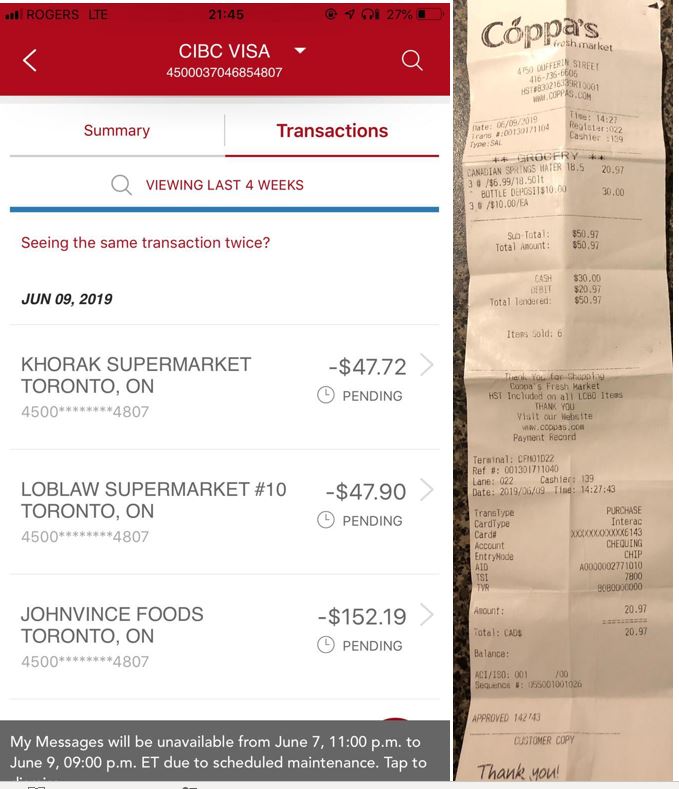 ROGERS LTE 21:45 27%
CIBC VISA
4500037046854807
Summary Transactions
VIEWING LAST 4 WEEKS
Seeing the same transaction twice?
JUN 09, 2019
KHORAK SUPERMARKET
TORONTO, ON
4500********4807
-$47.72
PENDING
LOBLAW SUPERMARKET #10
TORONTO, ON
4500********4807
-$47.90
PENDING
JOHNVINCE FOODS
TORONTO, ON
4500********4807
-$152.19
PENDING
My Messages will be unavailable from June 7, 11:00 p.m. to
June 9, 09:00 p.m. ET due to scheduled maintenance. Tap to
Coppa's
fresh market
4750 DUFFERIN STREET
416-736-6606
WWW.COPPAS.COM
Date: 06/09/2019 Time: 14:27
Trans #:001301/1104 Register:022
Type:SAL Cashier :139
** GROCERY **
CANADIAN SPRINGS WATER 18.5 20.97
3 @ /$6.99/18.50lt
BOTTLE DEPOSIT$10.00 30.00
3 @ /$10.00/EA
Sub-Total: $50.97
Total Amount: $50.97
CASH $30.00
DEBIT $20.97
Total Tendered: $50.97
Items Sold: 6
Thank You for Shopping
Coppa's Fresh Market
HST Included on all LCBO Items
THANK YOU
Visit our Website
www.coppas.com
Payment Record
Terminal: CFM01D22
Ref #: 001301711040
Lane: 022 Cashier: 139
Date: 2019/06/09 Time: 14:27:43
TransType PURCHASE
CardType Interac
Card# XXXXXXXXXXXX6143
Account CHEQUING
EntryMode CHIP
AID A0000002771010
TSI 7800
TVR 8080000000
Amount: 20.97
=========
Total: CAD$ 20.97
Balance:
ACI/ISO: 001 /00
Sequence #: 055001001026
APPROVED 142743
CUSTOMER COPY
Thank you!